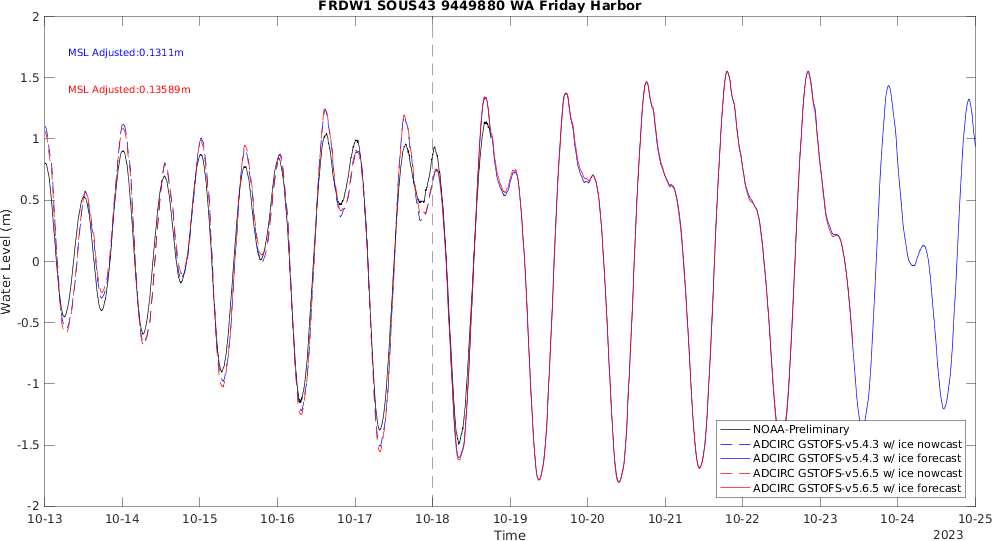 FRDW1 SOUS43 9449880 WA Friday Harbor
MSL Adjusted:0.1311m
MSL Adjusted:0.13589m
Water Level (m)
2
1.5
1
0.5
0
-0.5
-1
-1.5
-2
NOAA-Preliminary
ADCIRC GSTOFS-v5.4.3 w/ ice nowcast
ADCIRC GSTOFS-v5.4.3 w/ ice forecast
ADCIRC GSTOFS-v5.6.5 w/ ice nowcast
ADCIRC GSTOFS-v5.6.5 w/ ice forecast
10-13 10-14 10-15 10-16 10-17 10-18 10-19 10-20 10-21 10-22 10-23 10-24 10-25
Time
2023